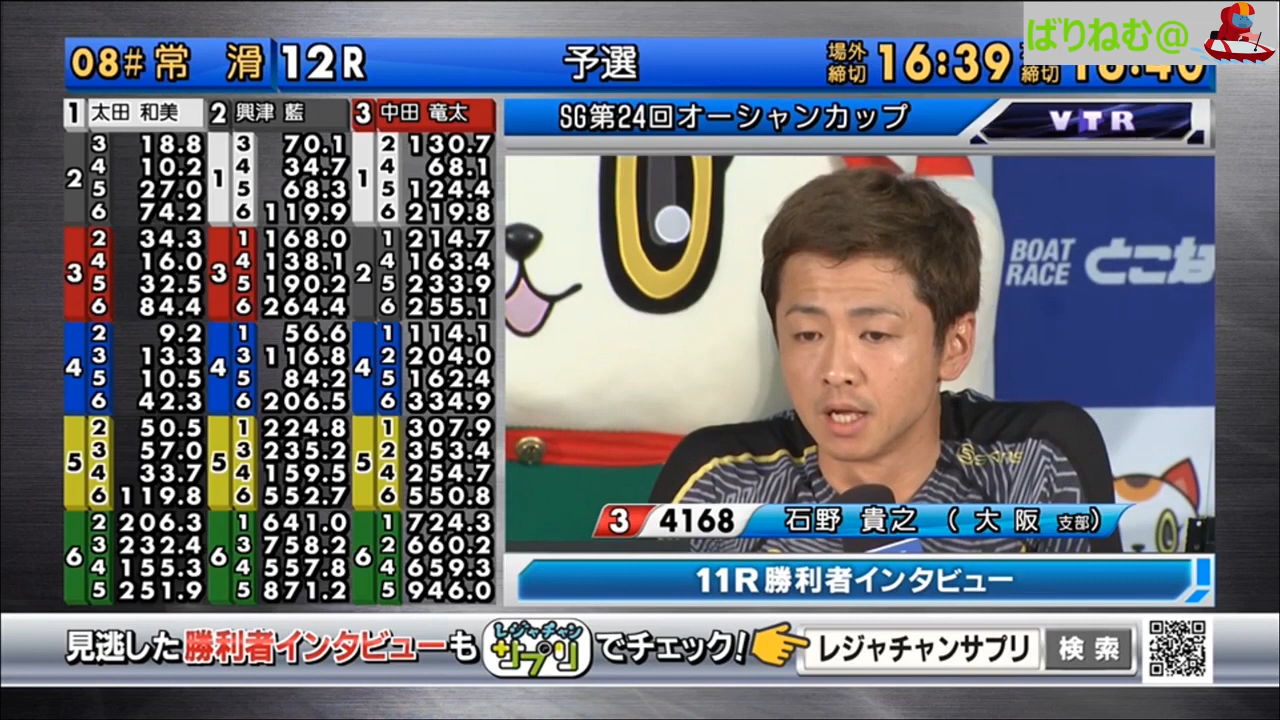 ばりねむ@
08# 常 滑 12R 予選 場外締切 16:39 締切 16:40
1 太田 和美 2 興津 藍 3 中田 竜太
SG第24回オーシャンカップ VTR
2 3 18.8 1 3 70.1 1 2 130.7
4 10.2 4 34.7 4 68.1
5 27.0 5 68.3 5 124.4
6 74.2 6 119.9 6 219.8
3 2 34.3 3 1 168.0 2 1 214.7
4 16.0 4 138.1 4 163.4
5 32.5 5 190.2 5 233.9
6 84.4 6 264.4 6 255.1
4 2 9.2 4 1 56.6 4 1 114.1
3 13.3 3 116.8 2 204.0
5 10.5 5 84.2 5 162.4
6 42.3 6 206.5 6 334.9
5 2 50.5 5 1 224.8 5 1 307.9
3 57.0 3 235.2 2 353.4
4 33.7 4 159.5 4 254.7
6 119.8 6 552.7 6 550.8
6 2 206.3 6 1 641.0 6 1 724.3
3 232.4 3 758.2 2 660.2
4 155.3 4 557.8 4 659.3
5 251.9 5 871.2 5 946.0
BOAT
RACE とこな
3 4168 石野 貴之 (大阪 支部)
11R勝利者インタビュー
見逃した勝利者インタビューも レジャチャンサプリ でチェック! レジャチャンサプリ 検索